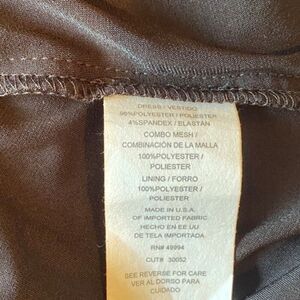 DRESS / VESTIDO
96%POLYESTER / POLIESTER
4%SPANDEX / ELASTÁN
COMBO MESH /
COMBINACIÓN DE LA MALLA
100%POLYESTER /
POLIESTER
LINING / FORRO
100%POLYESTER /
POLIESTER
MADE IN U.S.A.
OF IMPORTED FABRIC
HECHO EN EE UU
DE TELA IMPORTADA
RN# 49994
CUT# 30052
SEE REVERSE FOR CARE
VER AL DORSO PARA
CUIDADO